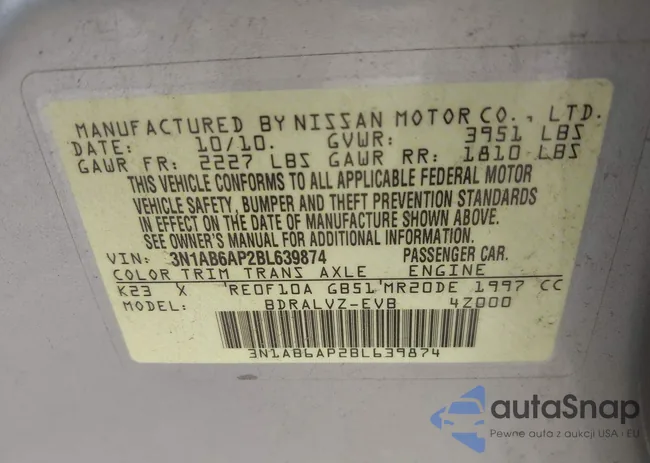 MANUFACTURED BY NISSAN MOTOR CO., LTD.
DATE: 10/10. GVWR: 3951 LBS
GAWR FR: 2227 LBS GAWR RR: 1810 LBS
THIS VEHICLE CONFORMS TO ALL APPLICABLE FEDERAL MOTOR
VEHICLE SAFETY, BUMPER AND THEFT PREVENTION STANDARDS
IN EFFECT ON THE DATE OF MANUFACTURE SHOWN ABOVE.
SEE OWNER'S MANUAL FOR ADDITIONAL INFORMATION.
VIN: 3N1AB6AP2BL639874 PASSENGER CAR.
COLOR TRIM TRANS AXLE ENGINE
K23 X RE0F10A GB51 MR20DE 1997 CC
MODEL: BDRALVZ-EVB 4Z000
3N1AB6AP2BL639874
autoSnap
Pewne auta z aukcji USA i EU